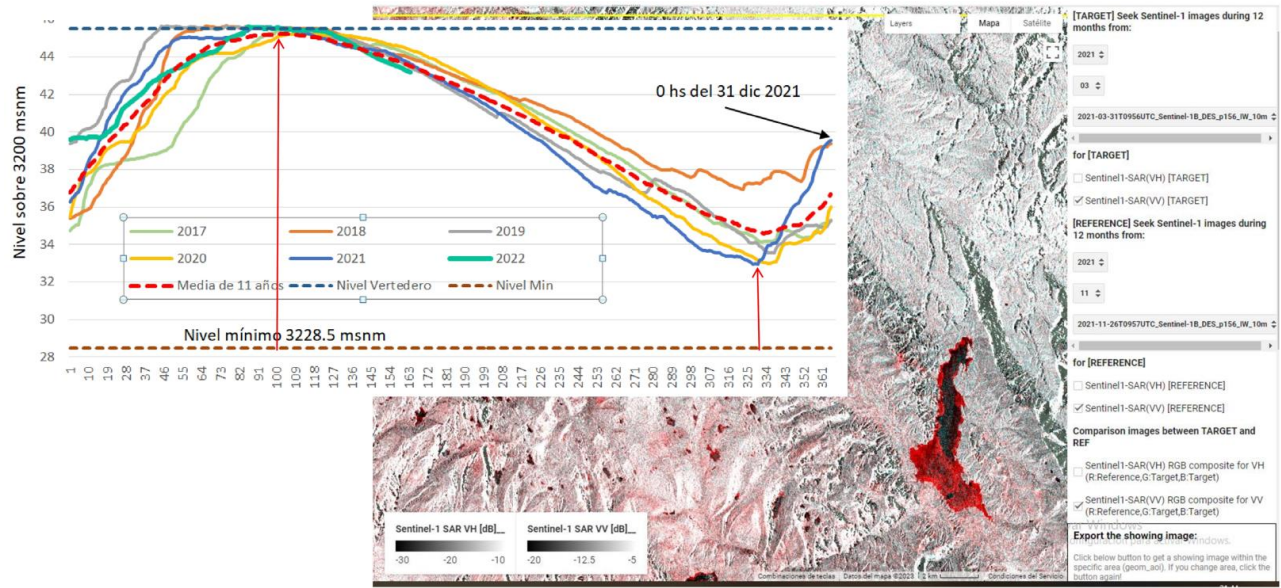 46
44
42
40
38
36
34
32
30
28
Nivel sobre 3200 msnm
0 hs del 31 dic 2021
2017
2018
2019
2020
2021
2022
Media de 11 años
Nivel Vertedero
Nivel Min
Nivel mínimo 3228.5 msnm
1 10 19 28 37 46 55 64 73 82 91 100 109 118 127 136 145 154 163 172 181 190 199 208 217 226 235 244 253 262 271 280 289 298 307 316 325 334 343 352 361
Layers
Mapa
Satélite
Sentinel-1 SAR VH [dB]__
-30 -20 -10
Sentinel-1 SAR VV [dB]__
-20 -12.5 -5
Combinaciones de teclas
Datos del mapa ©2023
2 km
Condiciones del Servicio
[TARGET] Seek Sentinel-1 images during 12
months from:
2021
03
2021-03-31T0956UTC_Sentinel-1B_DES_p156_IW_10m
for [TARGET]
Sentinel1-SAR(VH) [TARGET]
Sentinel1-SAR(VV) [TARGET]
[REFERENCE] Seek Sentinel-1 images during
12 months from:
2021
11
2021-11-26T0957UTC_Sentinel-1B_DES_p156_IW_10m
for [REFERENCE]
Sentinel1-SAR(VH) [REFERENCE]
Sentinel1-SAR(VV) [REFERENCE]
Comparison images between TARGET and
REF
Sentinel1-SAR(VH) RGB composite for VH
(R:Reference,G:Target,B:Target)
Sentinel1-SAR(VV) RGB composite for VV
(R:Reference,G:Target,B:Target)
Export the showing image:
Click below button to get a showing image within the
specific area (geom_aoi). If you change area, click the
button again!